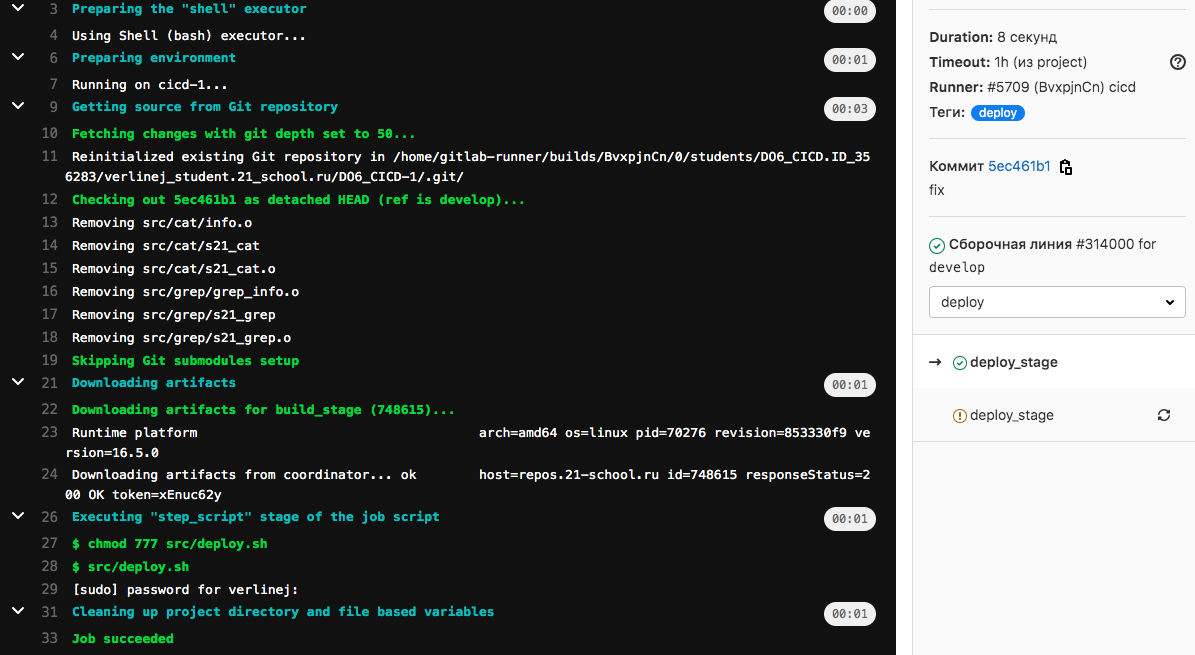 3 Preparing the "shell" executor 00:00
4 Using Shell (bash) executor...
6 Preparing environment 00:01
7 Running on cicd-1...
9 Getting source from Git repository 00:03
10 Fetching changes with git depth set to 50...
11 Reinitialized existing Git repository in /home/gitlab-runner/builds/BvxpjnCn/0/students/DO6_CICD.ID_35
6283/verlinej_student.21_school.ru/DO6_CICD-1/.git/
12 Checking out 5ec461b1 as detached HEAD (ref is develop)...
13 Removing src/cat/info.o
14 Removing src/cat/s21_cat
15 Removing src/cat/s21_cat.o
16 Removing src/grep/grep_info.o
17 Removing src/grep/s21_grep
18 Removing src/grep/s21_grep.o
19 Skipping Git submodules setup
21 Downloading artifacts 00:01
22 Downloading artifacts for build_stage (748615)...
23 Runtime platform arch=amd64 os=linux pid=70276 revision=853330f9 ve
rsion=16.5.0
24 Downloading artifacts from coordinator... ok host=repos.21-school.ru id=748615 responseStatus=2
00 OK token=xEnuc62y
26 Executing "step_script" stage of the job script 00:01
27 $ chmod 777 src/deploy.sh
28 $ src/deploy.sh
29 [sudo] password for verlinej:
31 Cleaning up project directory and file based variables 00:01
33 Job succeeded
Duration: 8 секунд
Timeout: 1h (из project)
Runner: #5709 (BvxpjnCn) cicd
Теги: deploy
Коммит 5ec461b1
fix
Сборочная линия #314000 for
develop
deploy
→ deploy_stage
deploy_stage